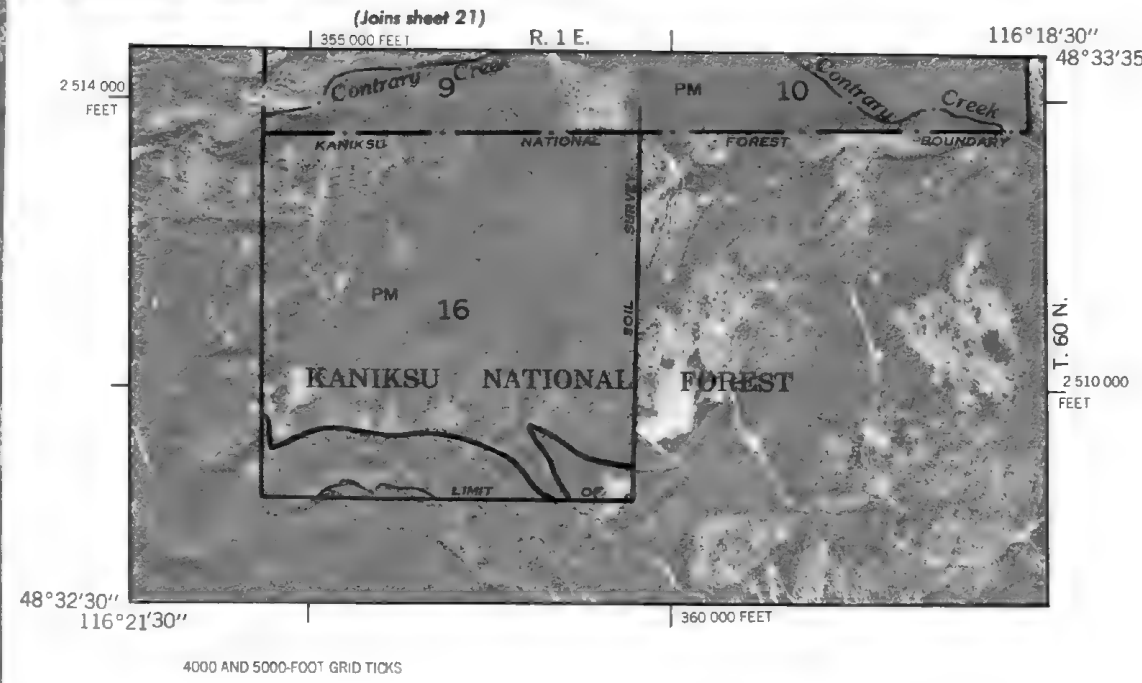 (Joins sheet 21)
355 000 FEET
R. 1 E.
116°18'30"
48°33'35
2 514 000
FEET
Contrary Creek
9
PM
10
Contrary Creek
KANIKSU NATIONAL FOREST BOUNDARY
SOIL SURVEY
PM
16
T. 60 N.
KANIKSU NATIONAL FOREST
2 510 000
FEET
LIMIT OF
48°32'30"
116°21'30"
360 000 FEET
4000 AND 5000-FOOT GRID TICKS